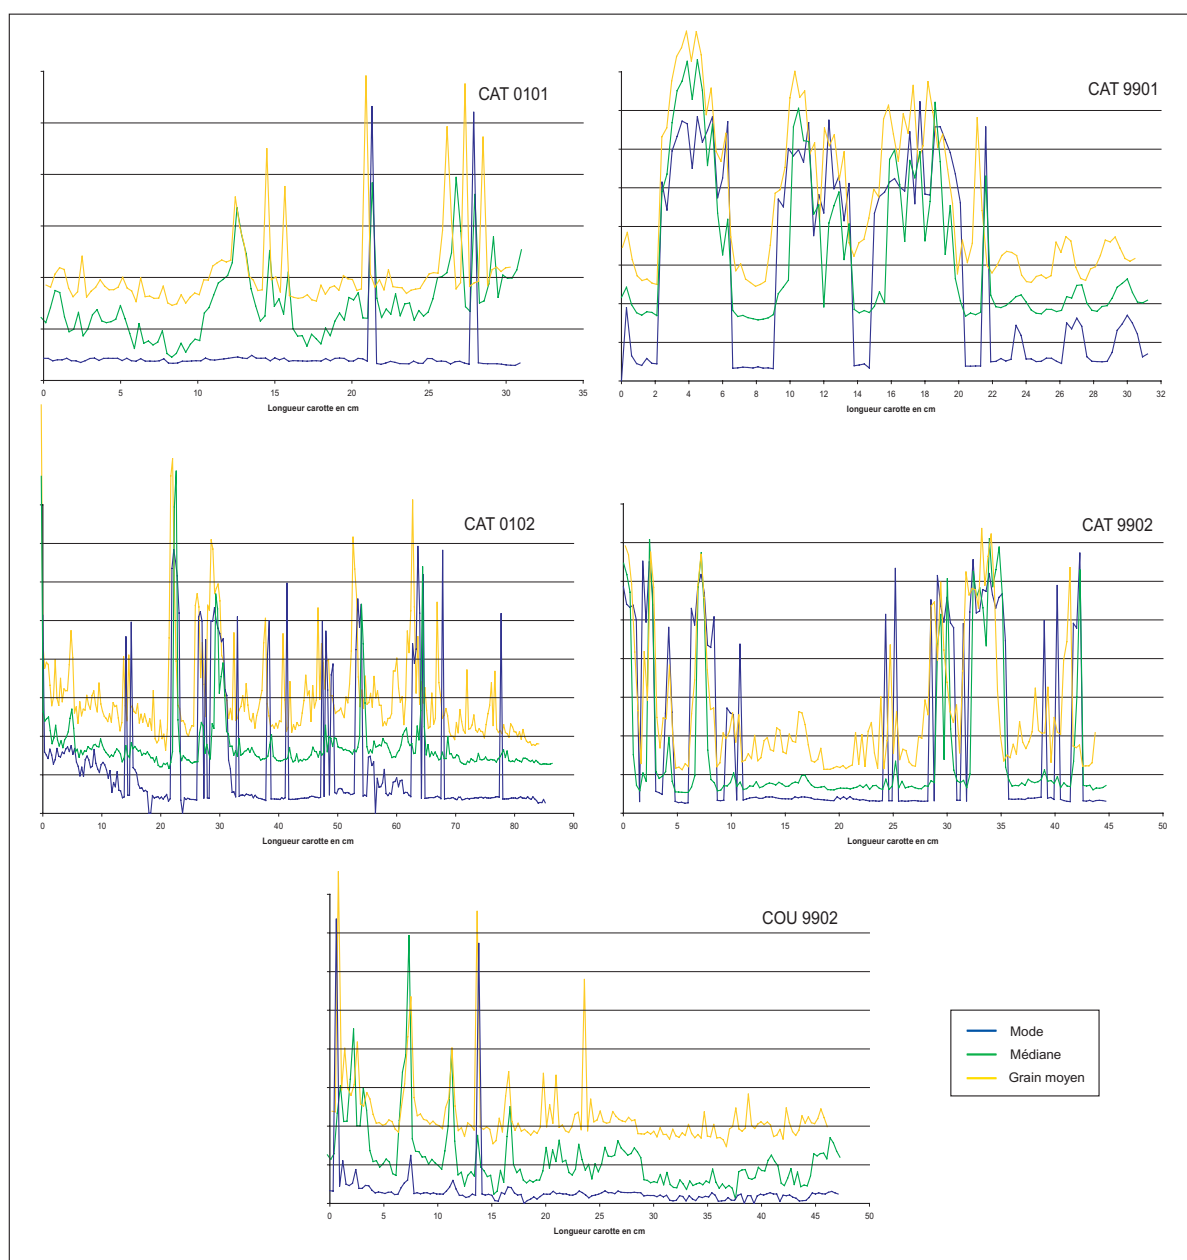 CAT 0101
0 5 10 15 20 25 30 35
Longueur carotte en cm
CAT 9901
0 2 4 6 8 10 12 14 16 18 20 22 24 26 28 30 32
longueur carotte en cm
CAT 0102
0 10 20 30 40 50 60 70 80 90
Longueur carotte en cm
CAT 9902
0 5 10 15 20 25 30 35 40 45 50
Longueur carotte en cm
COU 9902
0 5 10 15 20 25 30 35 40 45 50
Longueur carotte en cm
Mode
Médiane
Grain moyen